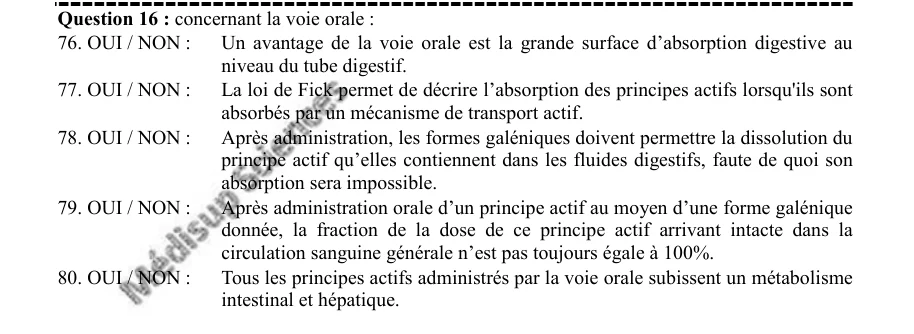 Question 16 : concernant la voie orale :
76. OUI / NON : Un avantage de la voie orale est la grande surface d’absorption digestive au
niveau du tube digestif.
77. OUI / NON : La loi de Fick permet de décrire l’absorption des principes actifs lorsqu'ils sont
absorbés par un mécanisme de transport actif.
78. OUI / NON : Après administration, les formes galéniques doivent permettre la dissolution du
principe actif qu’elles contiennent dans les fluides digestifs, faute de quoi son
absorption sera impossible.
79. OUI / NON : Après administration orale d’un principe actif au moyen d’une forme galénique
donnée, la fraction de la dose de ce principe actif arrivant intacte dans la
circulation sanguine générale n’est pas toujours égale à 100%.
80. OUI / NON : Tous les principes actifs administrés par la voie orale subissent un métabolisme
intestinal et hépatique.
Médisup Sciences